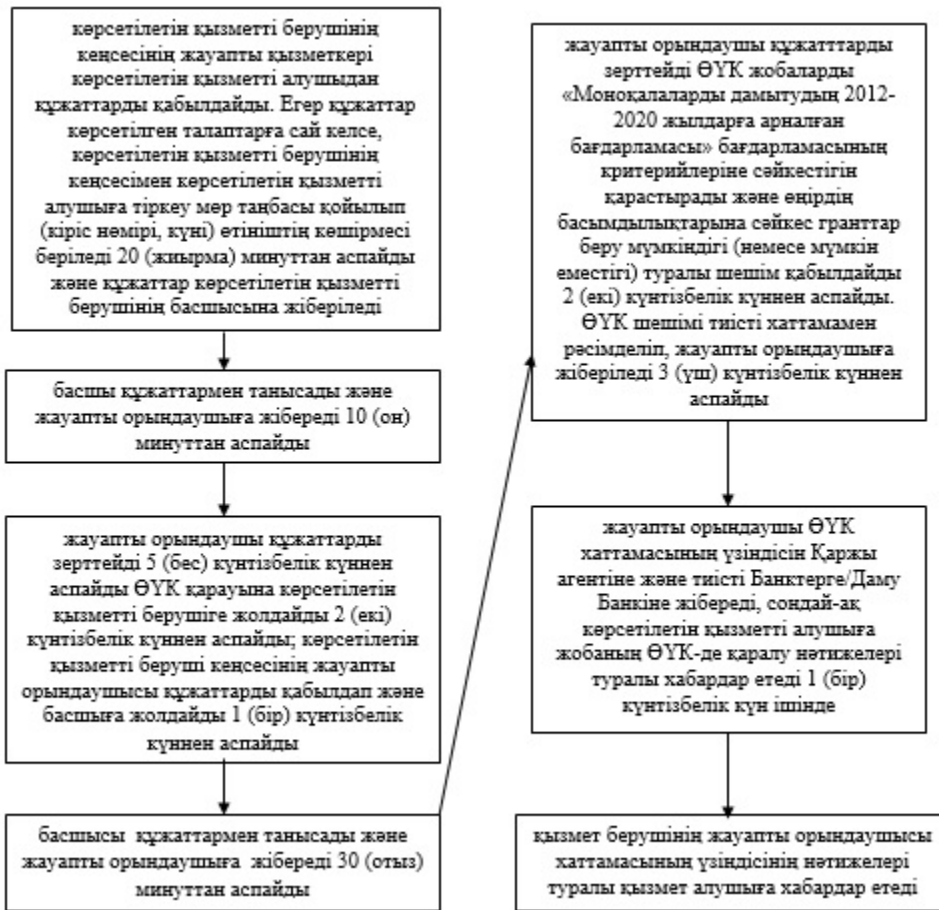 көрсетілетін қызметті берушінің
кеңсесінің жауапты қызметкері
көрсетілетін қызметті алушыдан
құжаттарды қабылдайды. Егер құжаттар
көрсетілген талаптарға сай келсе,
көрсетілетін қызметті берушінің
кеңсесімен көрсетілетін қызметті
алушыға тіркеу мөр таңбасы қойылып
(кіріс нөмірі, күні) өтініштің көшірмесі
беріледі 20 (жиырма) минуттан аспайды
және құжаттар көрсетілетін қызметті
берушінің басшысына жіберіледі
басшы құжаттармен танысады және
жауапты орындаушыға жібереді 10 (он)
минуттан аспайды
жауапты орындаушы құжаттарды
зерттейді 5 (бес) күнтізбелік күннен
аспайды ӨҮК қарауына көрсетілетін
қызметті берушіге жолдайды 2 (екі)
күнтізбелік күннен аспайды; көрсетілетін
қызметті беруші кеңсесінің жауапты
орындаушысы құжаттарды қабылдап және
басшыға жолдайды 1 (бір) күнтізбелік
күннен аспайды
басшысы құжаттармен танысады және
жауапты орындаушыға жібереді 30 (отыз)
минуттан аспайды
жауапты орындаушы құжатттарды
зерттейді ӨҮК жобаларды
«Моноқалаларды дамытудың 2012-
2020 жылдарға арналған
бағдарламасы» бағдарламасының
критерийлеріне сәйкестігін
қарастырады және өңірдің
басымдылықтарына сәйкес гранттар
беру мүмкіндігі (немесе мүмкін
еместігі) туралы шешім қабылдайды
2 (екі) күнтізбелік күннен аспайды.
ӨҮК шешімі тиісті хаттамамен
рәсімделіп, жауапты орындаушыға
жіберіледі 3 (үш) күнтізбелік күннен
аспайды
жауапты орындаушы ӨҮК
хаттамасының үзіндісін Қаржы
агентіне және тиісті Банктерге/Даму
Банкіне жібереді, сондай-ақ
көрсетілетін қызметті алушыға
жобаның ӨҮК-де қаралу нәтижелері
туралы хабардар етеді 1 (бір)
күнтізбелік күн ішінде
қызмет берушінің жауапты орындаушысы
хаттамасының үзіндісінің нәтижелері
туралы қызмет алушыға хабардар етеді